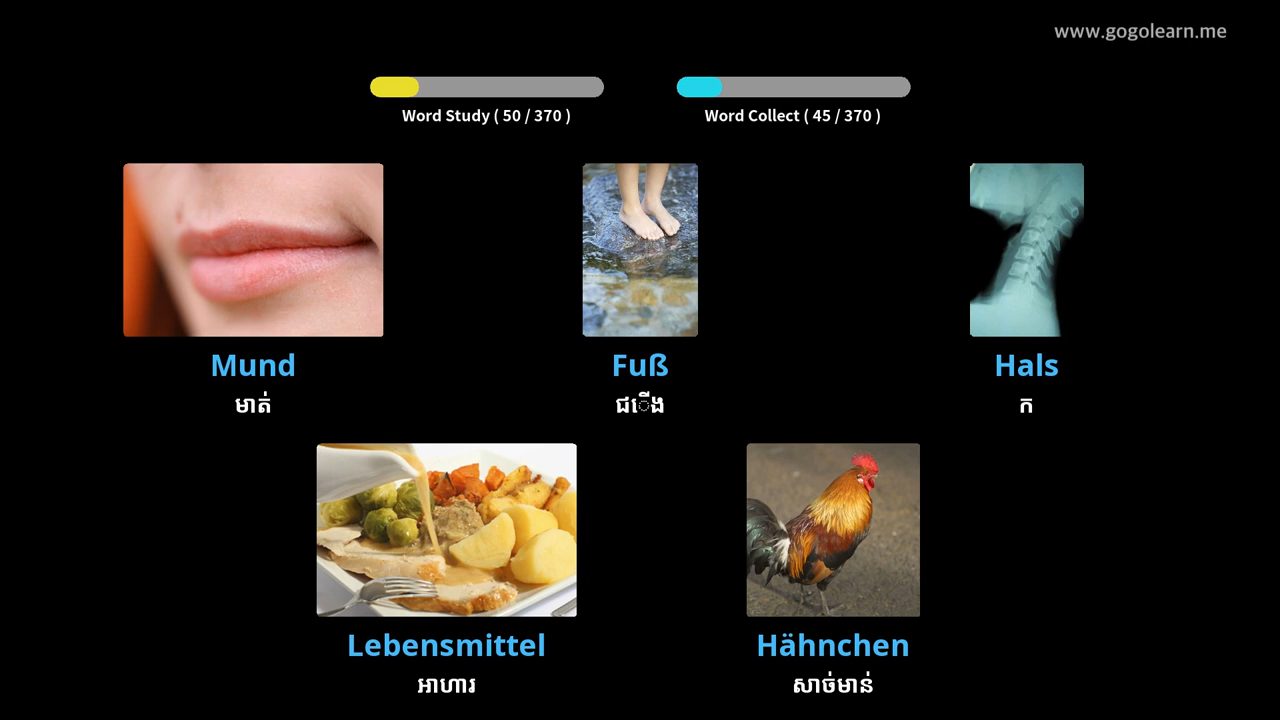 www.gogolearn.me
Word Study ( 50 / 370 )
Word Collect ( 45 / 370 )
Mund
Fuß
Hals
មាត់
ជើង
ក
Lebensmittel
Hähnchen
អាហារ
សាច់មាន់